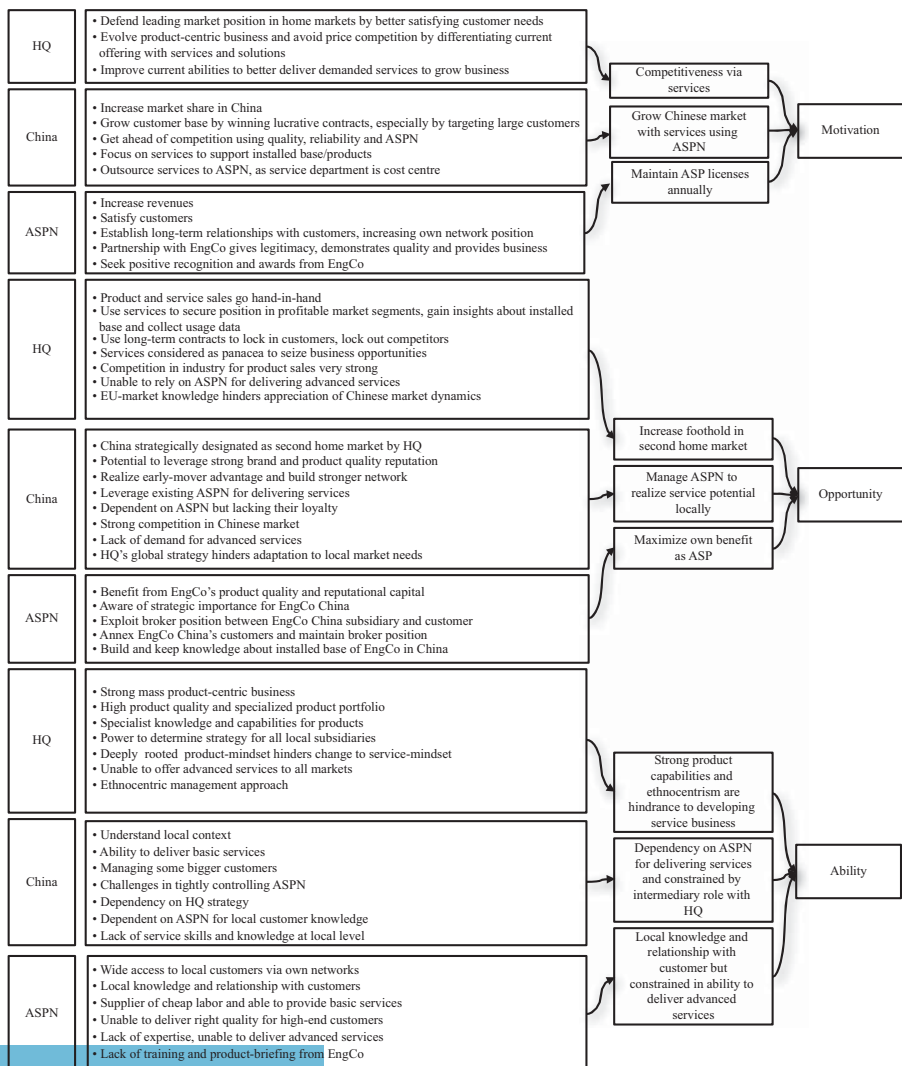 HQ
• Defend leading market position in home markets by better satisfying customer needs
• Evolve product-centric business and avoid price competition by differentiating current
offering with services and solutions
• Improve current abilities to better deliver demanded services to grow business
China
• Increase market share in China
• Grow customer base by winning lucrative contracts, especially by targeting large customers
• Get ahead of competition using quality, reliability and ASPN
• Focus on services to support installed base/products
• Outsource services to ASPN, as service department is cost centre
ASPN
• Increase revenues
• Satisfy customers
• Establish long-term relationships with customers, increasing own network position
• Partnership with EngCo gives legitimacy, demonstrates quality and provides business
• Seek positive recognition and awards from EngCo
Competitiveness via
services
Grow Chinese market
with services using
ASPN
Maintain ASP licenses
annually
Motivation
HQ
• Product and service sales go hand-in-hand
• Use services to secure position in profitable market segments, gain insights about installed
base and collect usage data
• Use long-term contracts to lock in customers, lock out competitors
• Services considered as panacea to seize business opportunities
• Competition in industry for product sales very strong
• Unable to rely on ASPN for delivering advanced services
• EU-market knowledge hinders appreciation of Chinese market dynamics
China
• China strategically designated as second home market by HQ
• Potential to leverage strong brand and product quality reputation
• Realize early-mover advantage and build stronger network
• Leverage existing ASPN for delivering services
• Dependent on ASPN but lacking their loyalty
• Strong competition in Chinese market
• Lack of demand for advanced services
• HQ's global strategy hinders adaptation to local market needs
ASPN
• Benefit from EngCo's product quality and reputational capital
• Aware of strategic importance for EngCo China
• Exploit broker position between EngCo China subsidiary and customer
• Annex EngCo China's customers and maintain broker position
• Build and keep knowledge about installed base of EngCo in China
Increase foothold in
second home market
Manage ASPN to
realize service potential
locally
Maximize own benefit
as ASP
Opportunity
HQ
• Strong mass product-centric business
• High product quality and specialized product portfolio
• Specialist knowledge and capabilities for products
• Power to determine strategy for all local subsidiaries
• Deeply rooted product-mindset hinders change to service-mindset
• Unable to offer advanced services to all markets
• Ethnocentric management approach
China
• Understand local context
• Ability to deliver basic services
• Managing some bigger customers
• Challenges in tightly controlling ASPN
• Dependency on HQ strategy
• Dependent on ASPN for local customer knowledge
• Lack of service skills and knowledge at local level
ASPN
• Wide access to local customers via own networks
• Local knowledge and relationship with customers
• Supplier of cheap labor and able to provide basic services
• Unable to deliver right quality for high-end customers
• Lack of expertise, unable to deliver advanced services
• Lack of training and product-briefing from EngCo
Strong product
capabilities and
ethnocentrism are
hindrance to developing
service business
Dependency on ASPN
for delivering services
and constrained by
intermediary role with
HQ
Local knowledge and
relationship with
customer but
constrained in ability to
deliver advanced
services
Ability